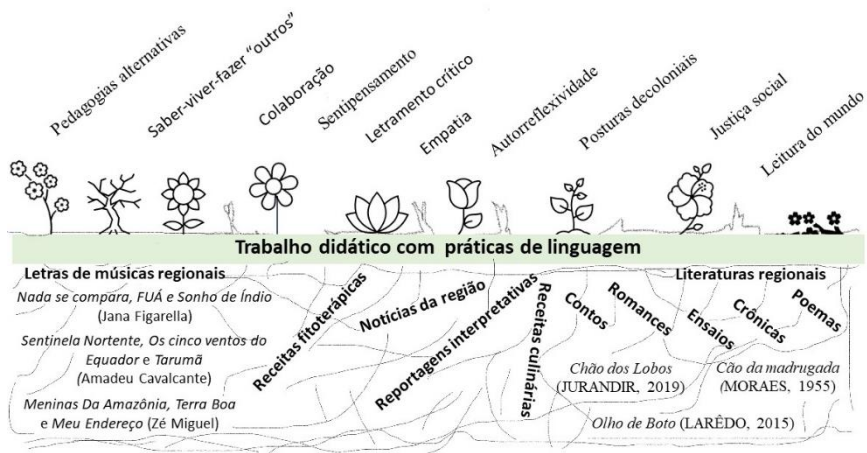 Pedagogias alternativas
Saber-viver-fazer “outros”
Colaboração
Sentipensamento
Letramento crítico
Empatia
Autorreflexividade
Posturas decoloniais
Justiça social
Leitura do mundo
Trabalho didático com práticas de linguagem
Letras de músicas regionais
Nada se compara, FUÁ e Sonho de Índio
(Jana Figarella)
Sentinela Nortente, Os cinco ventos do
Equador e Tarumã
(Amadeu Cavalcante)
Meninas Da Amazônia, Terra Boa
e Meu Endereço (Zé Miguel)
Receitas fitoterápicas
Notícias da região
Reportagens interpretativas
Receitas culinárias
Literaturas regionais
Contos
Romances
Ensaios
Crônicas
Poemas
Chão dos Lobos
(JURANDIR, 2019)
Cão da madrugada
(MORAES, 1955)
Olho de Boto (LARÊDO, 2015)